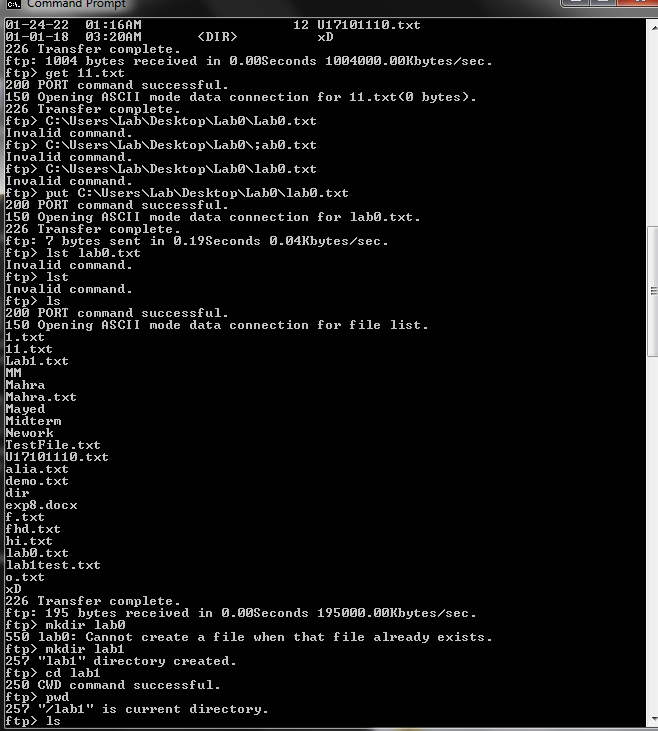 Command Prompt
01-24-22 01:16AM 12 U17101110.txt
01-01-18 03:20AM <DIR> xD
226 Transfer complete.
ftp: 1004 bytes received in 0.00Seconds 1004000.00Kbytes/sec.
ftp> get 11.txt
200 PORT command successful.
150 Opening ASCII mode data connection for 11.txt(0 bytes).
226 Transfer complete.
ftp> C:\Users\Lab\Desktop\Lab0\Lab0.txt
Invalid command.
ftp> C:\Users\Lab\Desktop\Lab0\;ab0.txt
Invalid command.
ftp> C:\Users\Lab\Desktop\Lab0\lab0.txt
Invalid command.
ftp> put C:\Users\Lab\Desktop\Lab0\lab0.txt
200 PORT command successful.
150 Opening ASCII mode data connection for lab0.txt.
226 Transfer complete.
ftp: 7 bytes sent in 0.19Seconds 0.04Kbytes/sec.
ftp> lst lab0.txt
Invalid command.
ftp> lst
Invalid command.
ftp> ls
200 PORT command successful.
150 Opening ASCII mode data connection for file list.
1.txt
11.txt
Lab1.txt
MM
Mahra
Mahra.txt
Mayed
Midterm
Nework
TestFile.txt
U17101110.txt
alia.txt
demo.txt
dir
exp8.docx
f.txt
fhd.txt
hi.txt
lab0.txt
lab1test.txt
o.txt
xD
226 Transfer complete.
ftp: 195 bytes received in 0.00Seconds 195000.00Kbytes/sec.
ftp> mkdir lab0
550 lab0: Cannot create a file when that file already exists.
ftp> mkdir lab1
257 "lab1" directory created.
ftp> cd lab1
250 CWD command successful.
ftp> pwd
257 "/lab1" is current directory.
ftp> ls